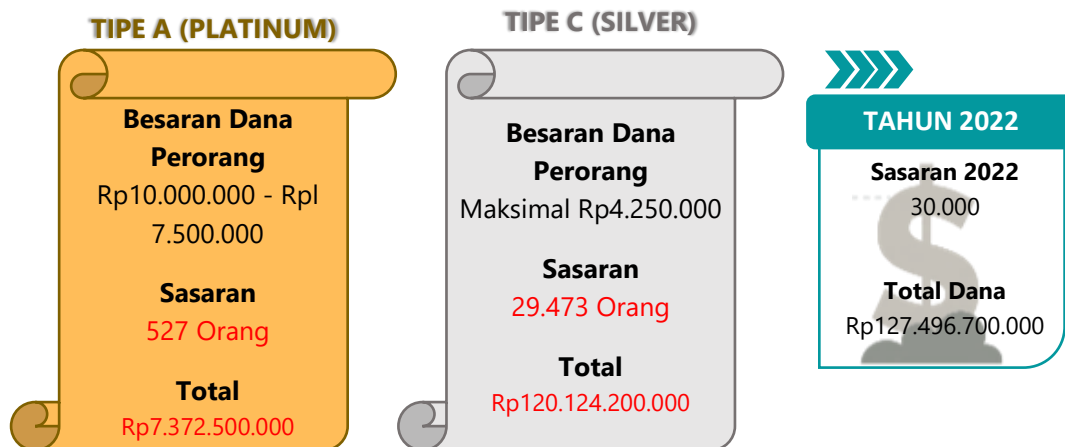 TIPE A (PLATINUM)
Besaran Dana
Perorang
Rp10.000.000 - Rpl
7.500.000
Sasaran
527 Orang
Total
Rp7.372.500.000
TIPE C (SILVER)
Besaran Dana
Perorang
Maksimal Rp4.250.000
Sasaran
29.473 Orang
Total
Rp120.124.200.000
TAHUN 2022
Sasaran 2022
30.000
Total Dana
Rp127.496.700.000